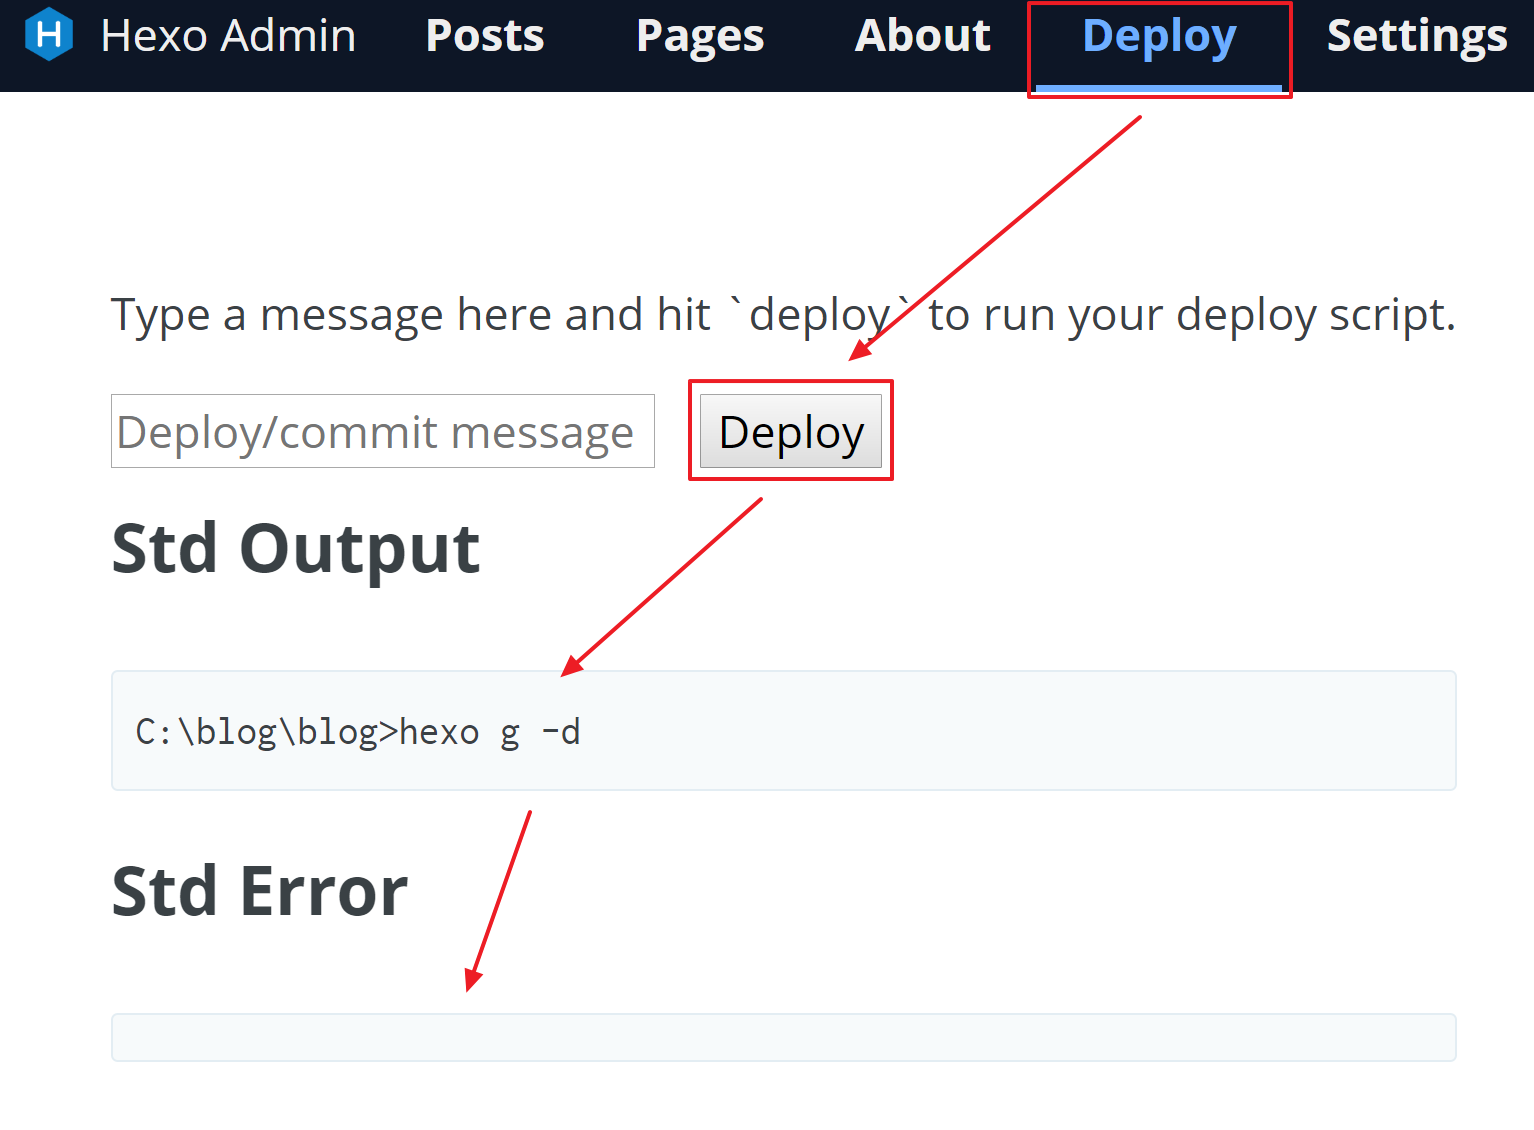 H Hexo Admin Posts Pages About Deploy Settings
Type a message here and hit `deploy` to run your deploy script.
Deploy/commit message Deploy
Std Output
C:\blog\blog>hexo g -d
Std Error